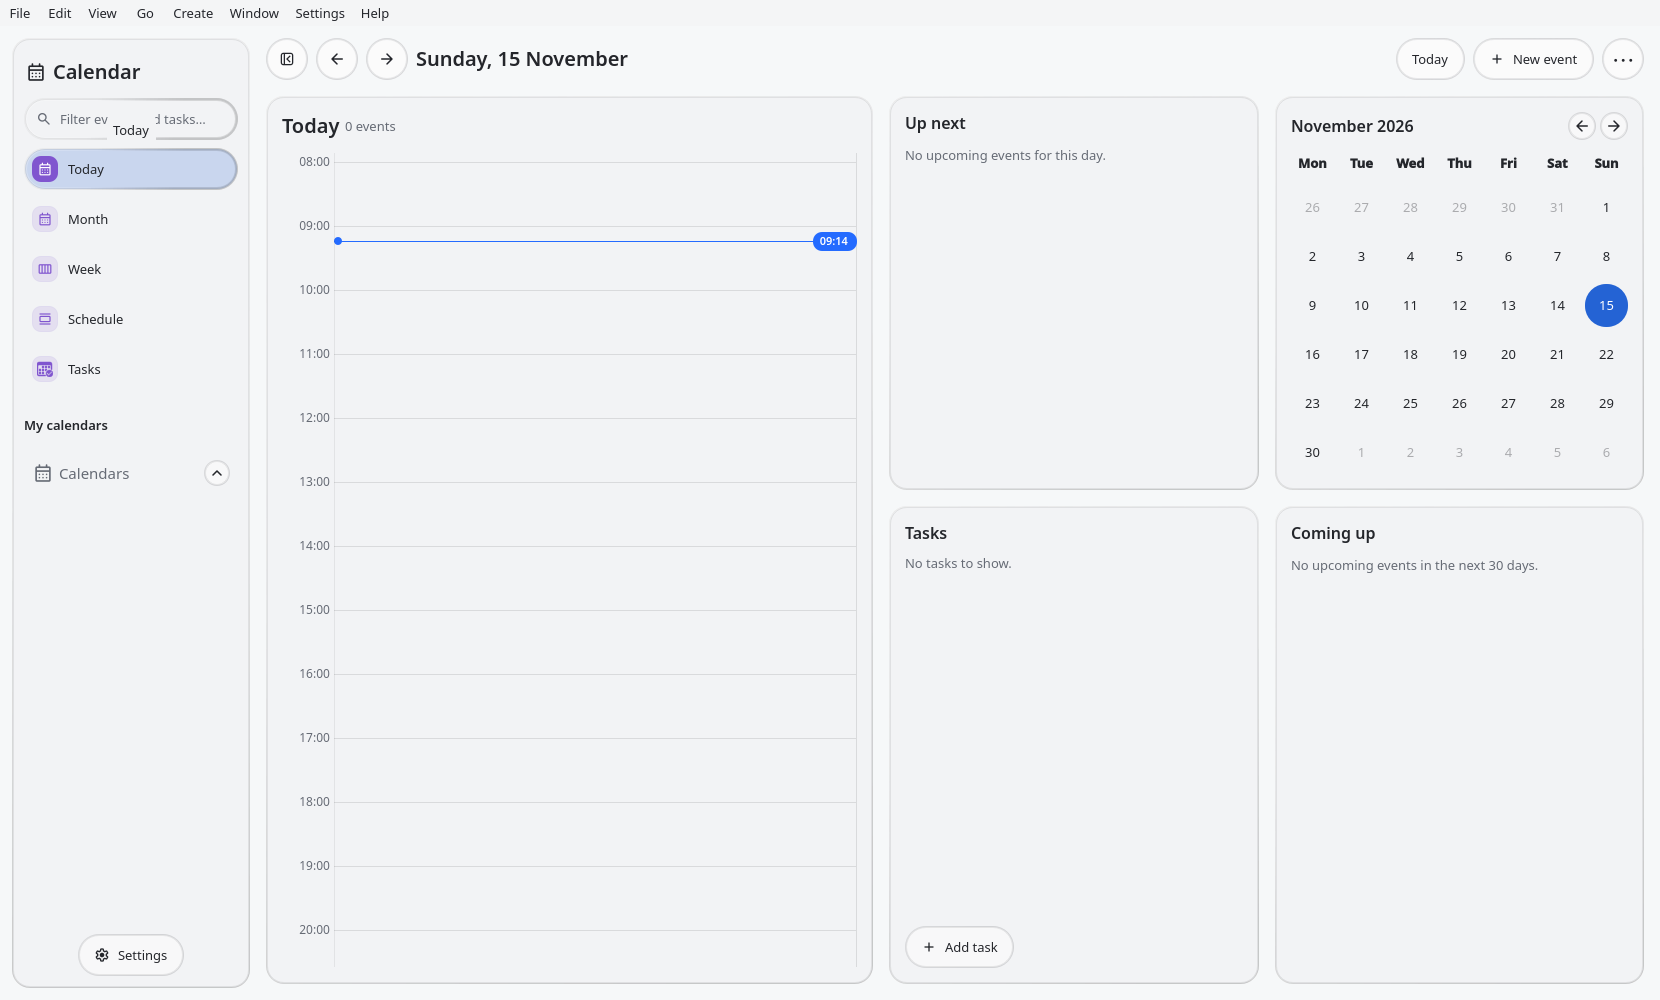 File Edit View Go Create Window Settings Help
Calendar
Filter ev d tasks...
Today
Today
Month
Week
Schedule
Tasks
My calendars
Calendars
Settings
Sunday, 15 November
Today
New event
Today 0 events
08:00
09:00
09:14
10:00
11:00
12:00
13:00
14:00
15:00
16:00
17:00
18:00
19:00
20:00
Up next
No upcoming events for this day.
November 2026
Mon Tue Wed Thu Fri Sat Sun
26 27 28 29 30 31 1
2 3 4 5 6 7 8
9 10 11 12 13 14 15
16 17 18 19 20 21 22
23 24 25 26 27 28 29
30 1 2 3 4 5 6
Tasks
No tasks to show.
Add task
Coming up
No upcoming events in the next 30 days.